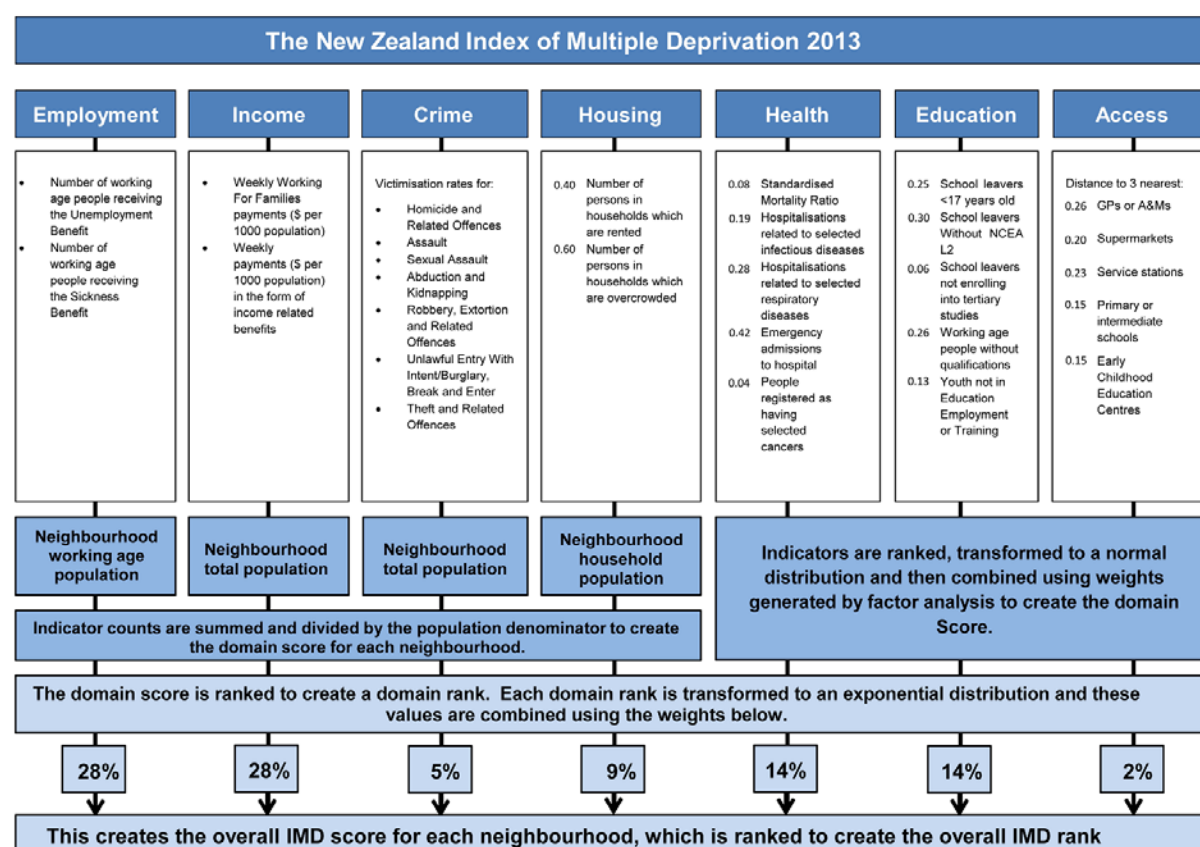 The New Zealand Index of Multiple Deprivation 2013
Employment
Income
Crime
Housing
Health
Education
Access
• Number of working
age people receiving
the Unemployment
Benefit
• Number of
working age
people receiving
the Sickness
Benefit
• Weekly Working
For Families
payments ($ per
1000 population)
• Weekly
payments ($ per
1000 population)
in the form of
income related
benefits
Victimisation rates for:
• Homicide and
Related Offences
• Assault
• Sexual Assault
• Abduction and
Kidnapping
• Robbery, Extortion
and Related
Offences
• Unlawful Entry With
Intent/Burglary,
Break and Enter
• Theft and Related
Offences
0.40 Number of
persons in
households which
are rented
0.60 Number of
persons in
households which
are overcrowded
0.08 Standardised
Mortality Ratio
0.19 Hospitalisations
related to selected
infectious diseases
0.28 Hospitalisations
related to selected
respiratory
diseases
0.42 Emergency
admissions
to hospital
0.04 People
registered as
having
selected
cancers
0.25 School leavers
<17 years old
0.30 School leavers
Without NCEA
L2
0.06 School leavers
not enrolling
into tertiary
studies
0.26 Working age
people without
qualifications
0.13 Youth not in
Education
Employment
or Training
Distance to 3 nearest:
0.26 GPs or A&Ms
0.20 Supermarkets
0.23 Service stations
0.15 Primary or
intermediate
schools
0.15 Early
Childhood
Education
Centres
Neighbourhood
working age
population
Neighbourhood
total population
Neighbourhood
total population
Neighbourhood
household
population
Indicator counts are summed and divided by the population denominator to create
the domain score for each neighbourhood.
Indicators are ranked, transformed to a normal
distribution and then combined using weights
generated by factor analysis to create the domain
Score.
The domain score is ranked to create a domain rank. Each domain rank is transformed to an exponential distribution and these
values are combined using the weights below.
28%
28%
5%
9%
14%
14%
2%
This creates the overall IMD score for each neighbourhood, which is ranked to create the overall IMD rank